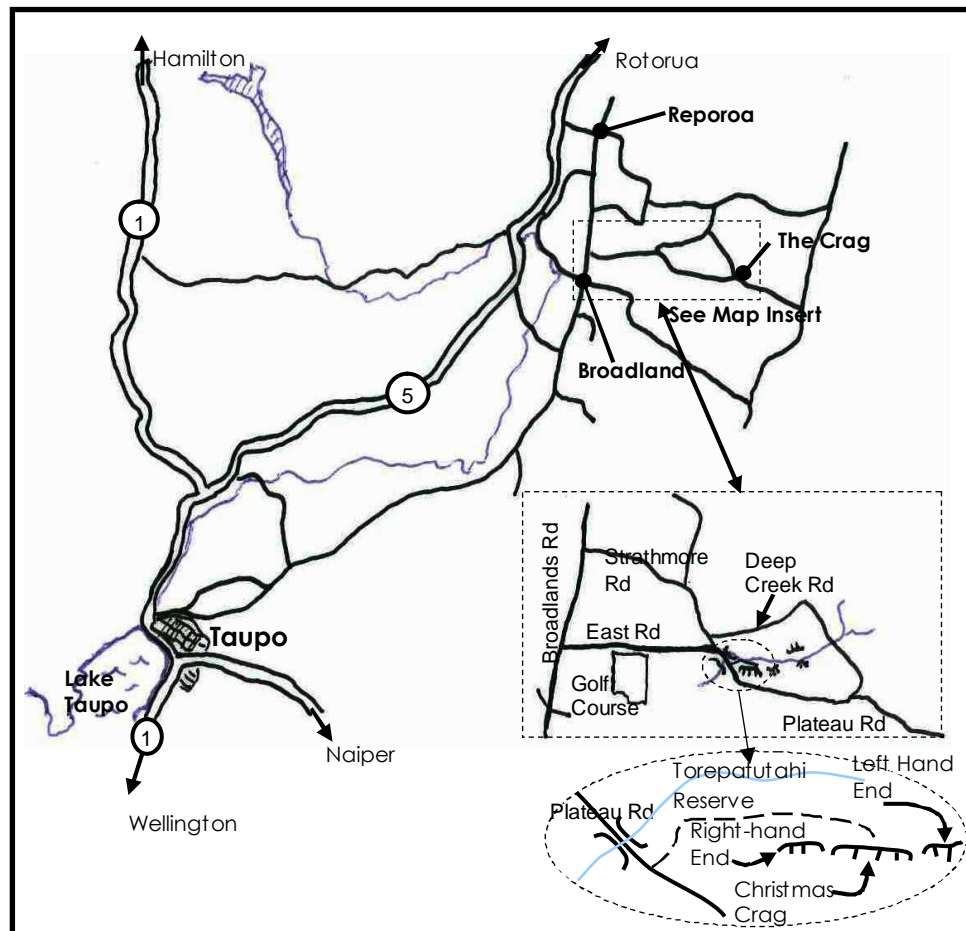 Hamilton
Rotorua
Reporoa
1
The Crag
See Map Insert
Broadland
5
Broadlands Rd
Strathmore
Rd
Deep
Creek Rd
East Rd
Taupo
Lake
Taupo
Golf
Course
Plateau Rd
1
Naiper
Wellington
Torepatutahi
Reserve
Left Hand
End
Plateau Rd
Right-hand
End
Christmas
Crag